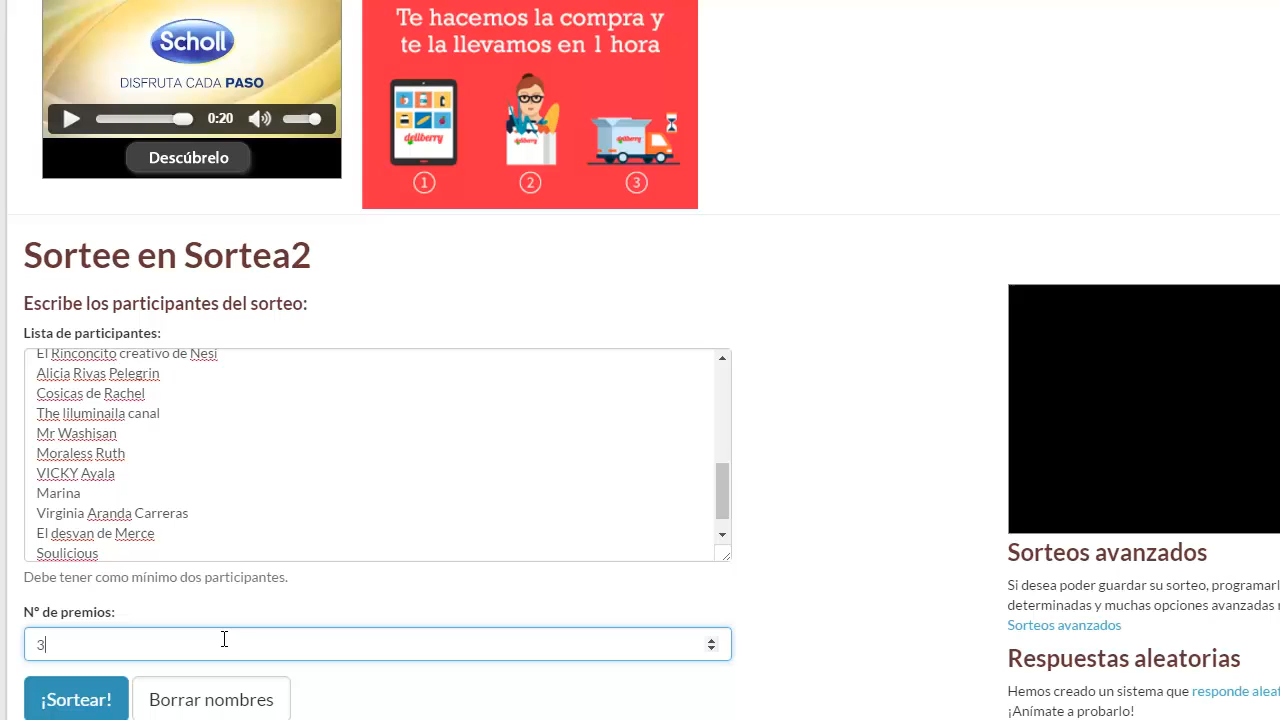 Scholl
DISFRUTA CADA PASO
0:20
Descúbrelo
Te hacemos la compra y
te la llevamos en 1 hora
deliberry
deliberry
deliberry
1
2
3
Sortee en Sortea2
Escribe los participantes del sorteo:
Lista de participantes:
El Rinconcito creativo de Nesi
Alicia Rivas Pelegrin
Cosicas de Rachel
The liluminaila canal
Mr Washisan
Moraless Ruth
VICKY Ayala
Marina
Virginia Aranda Carreras
El desvan de Merce
Soulicious
Debe tener como mínimo dos participantes.
Nº de premios:
3
¡Sortear!
Borrar nombres
Sorteos avanzados
Si desea poder guardar su sorteo, programarl
determinadas y muchas opciones avanzadas
Sorteos avanzados
Respuestas aleatorias
Hemos creado un sistema que responde aleat
¡Anímate a probarlo!